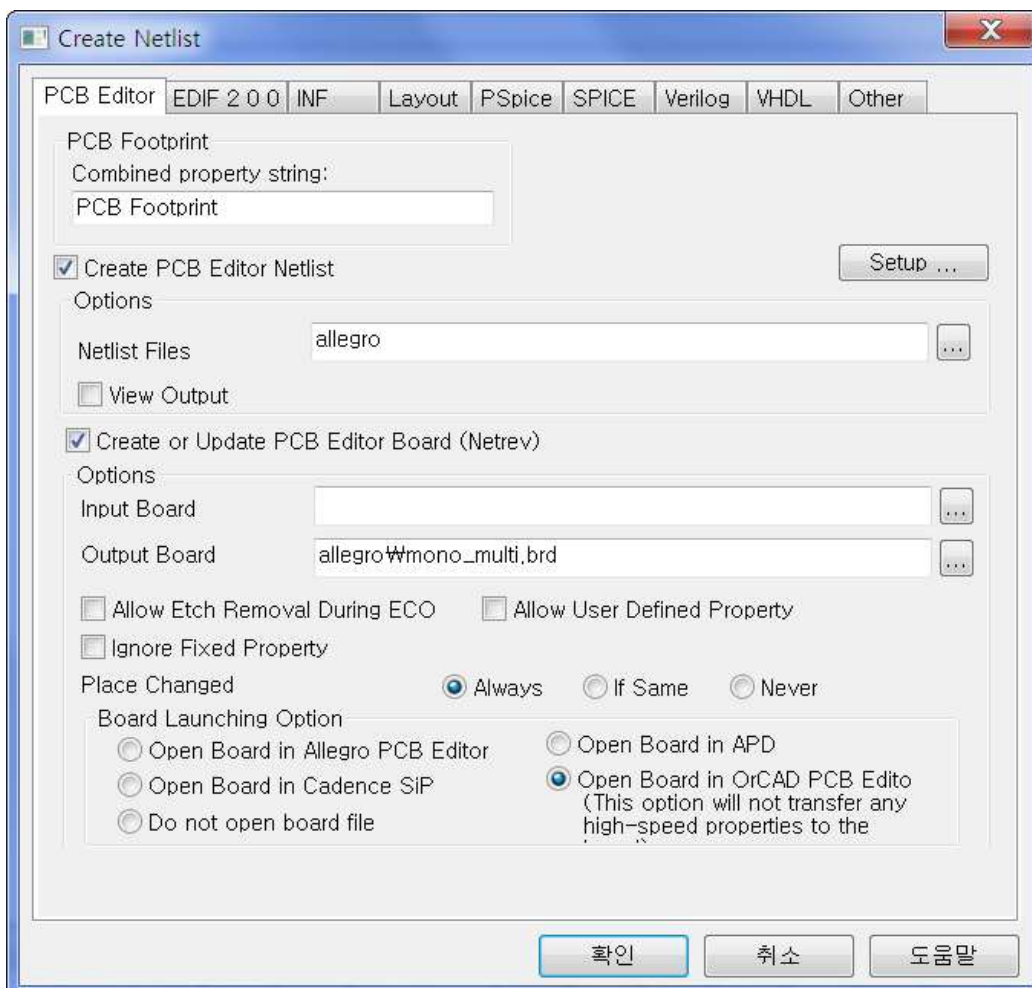 Create Netlist
PCB Editor EDIF 2 0 0 INF Layout PSpice SPICE Verilog VHDL Other
PCB Footprint
Combined property string:
PCB Footprint
Create PCB Editor Netlist
Setup ...
Options
Netlist Files
allegro
...
View Output
Create or Update PCB Editor Board (Netrev)
Options
Input Board
...
Output Board
allegro₩mono_multi.brd
...
Allow Etch Removal During ECO
Allow User Defined Property
Ignore Fixed Property
Place Changed
Always
If Same
Never
Board Launching Option
Open Board in Allegro PCB Editor
Open Board in Cadence SiP
Do not open board file
Open Board in APD
Open Board in OrCAD PCB Edito
(This option will not transfer any
high-speed properties to the
확인
취소
도움말